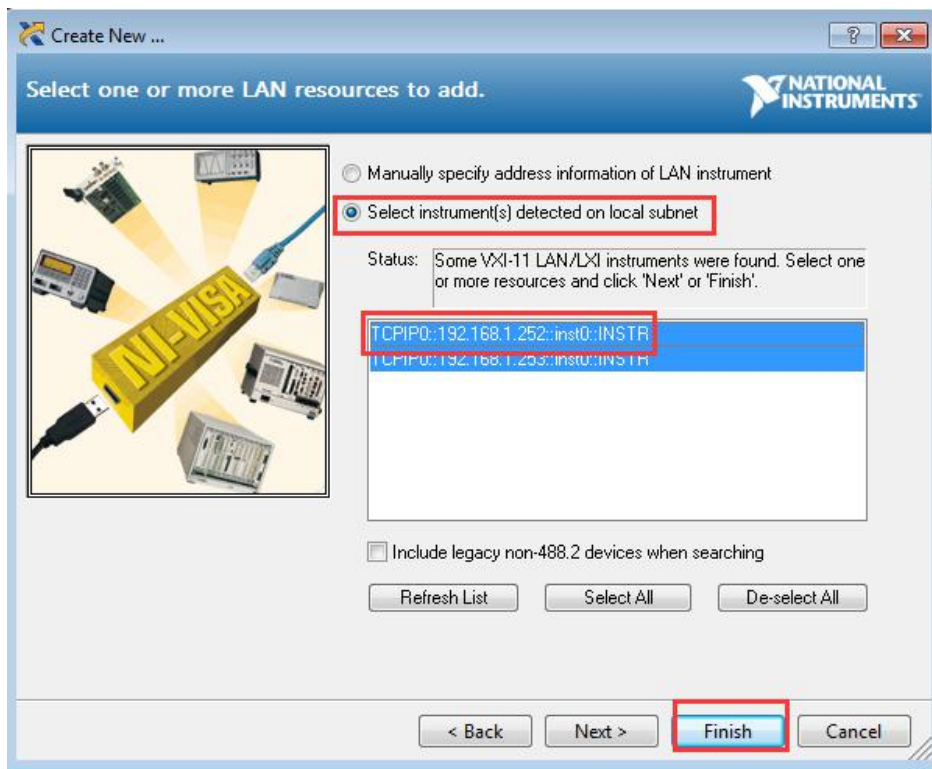 Create New ...
Select one or more LAN resources to add.
NATIONAL
INSTRUMENTS
Manually specify address information of LAN instrument
Select instrument(s) detected on local subnet
Status: Some VXI-11 LAN/LXI instruments were found. Select one
or more resources and click 'Next' or 'Finish'.
TCPIP0::192.168.1.252::inst0::INSTR
TCPIP0::192.168.1.253::inst0::INSTR
NI-VISA
Include legacy non-488.2 devices when searching
Refresh List
Select All
De-select All
< Back
Next >
Finish
Cancel